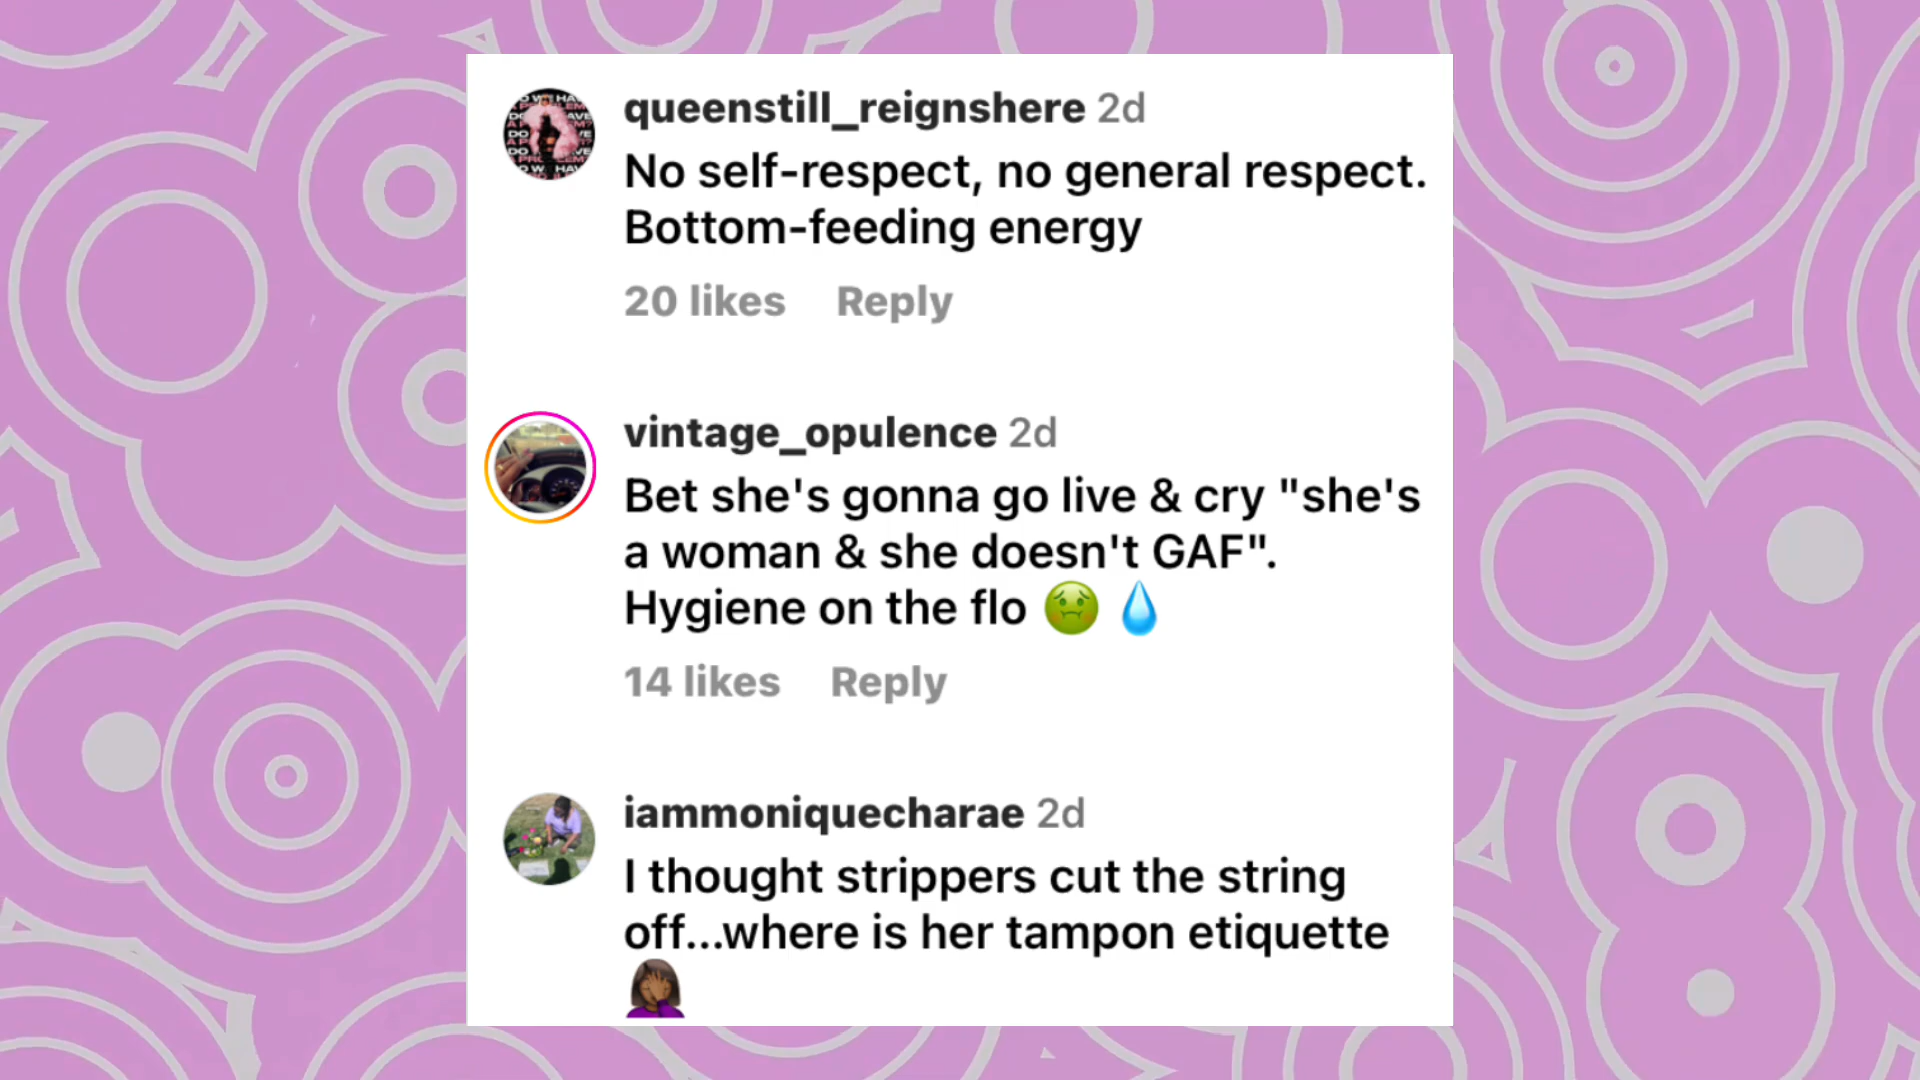 queenstill_reignshere 2d
No self-respect, no general respect.
Bottom-feeding energy
20 likes Reply
vintage_opulence 2d
Bet she's gonna go live & cry "she's
a woman & she doesn't GAF".
Hygiene on the flo 🤢 💧
14 likes Reply
iammoniquecharae 2d
I thought strippers cut the string
off...where is her tampon etiquette
🤦🏾‍♀️